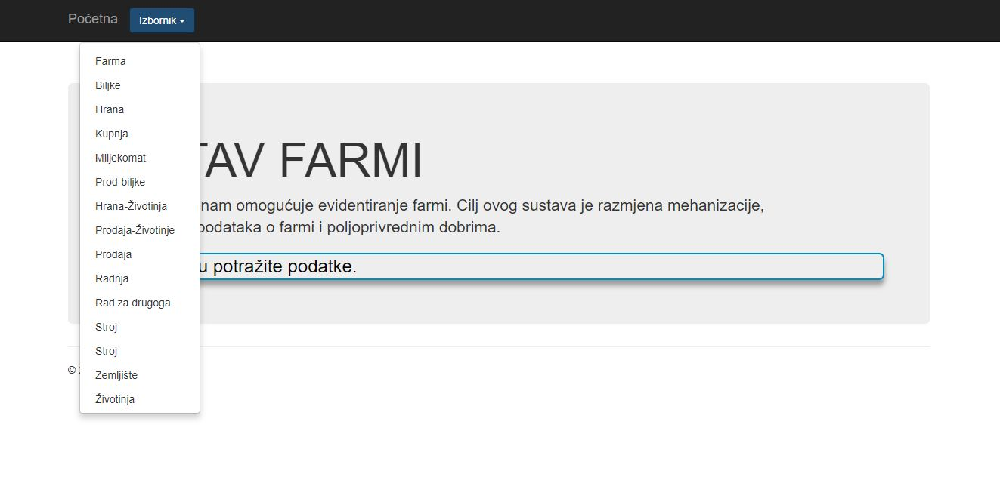 Početna Izbornik
Farma
Biljke
Hrana
Kupnja
Mlijekomat
Prod-biljke
Hrana-Životinja
Prodaja-Životinje
Prodaja
Radnja
Rad za drugoga
Stroj
Stroj
Zemljište
Životinja
TAV FARMI
nam omogućuje evidentiranje farmi. Cilj ovog sustava je razmjena mehanizacije,
podataka o farmi i poljoprivrednim dobrima.
u potražite podatke.
©